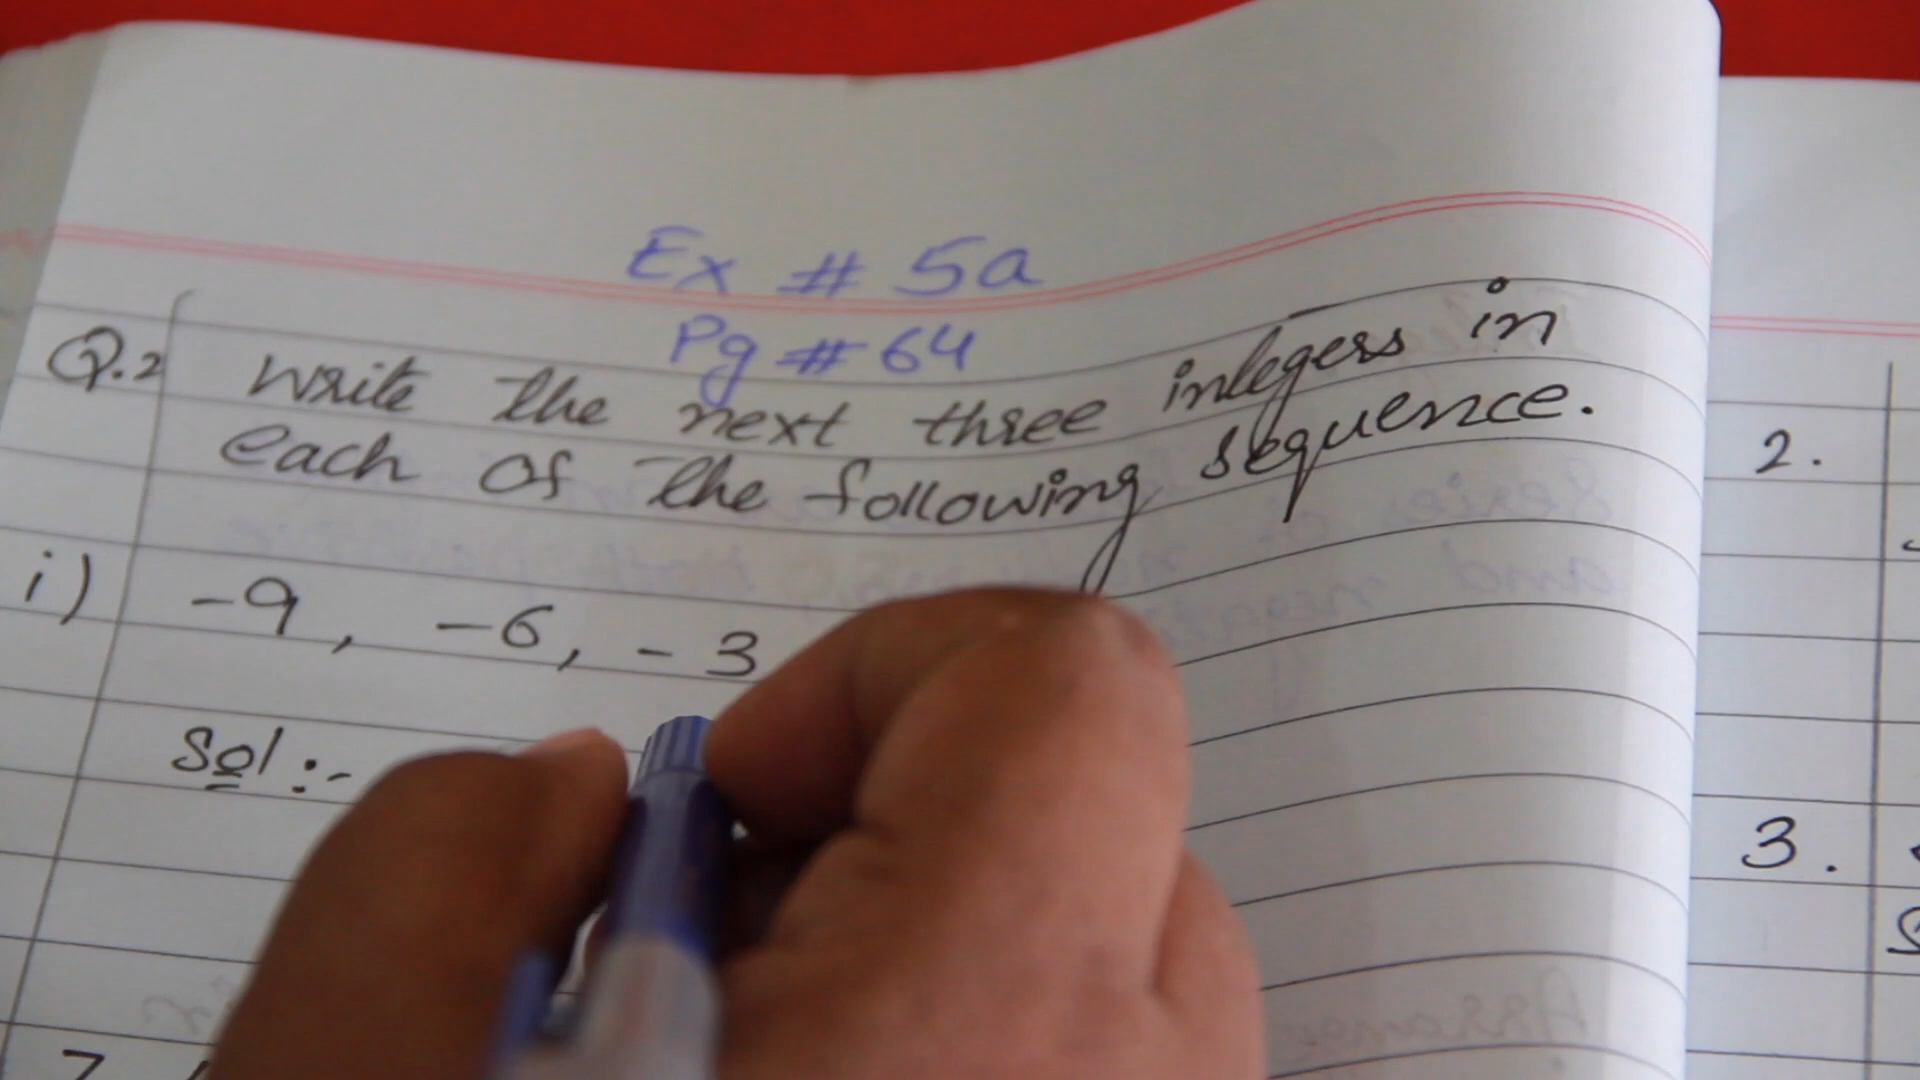 Ex # 5a
Pg # 64
Q.2 Write the next three integers in
each of the following sequence.
i) -9, -6, -3
Sol :-
2.
3.